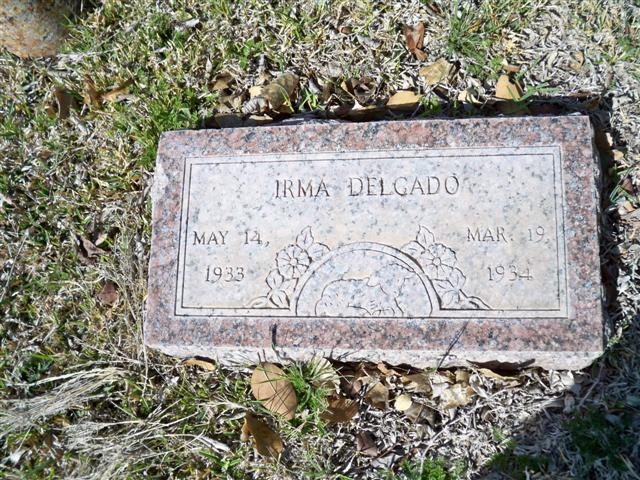 IRMA DELGADO
MAY 14, MAR. 19,
1933 1934